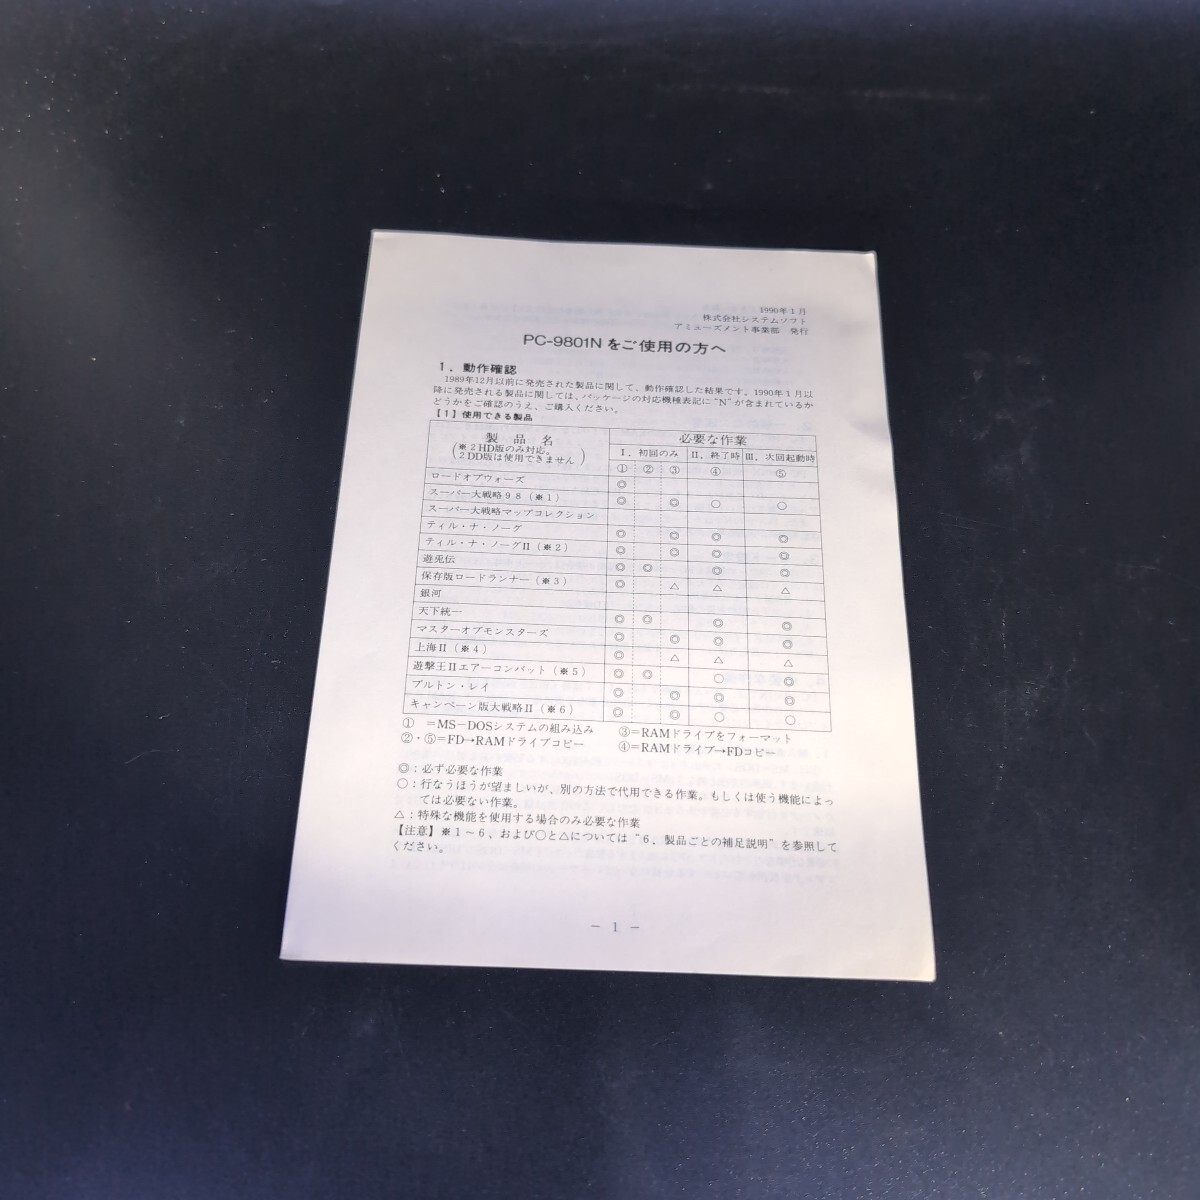 1990年1月
株式会社システムソフト
アミューズメント事業部　発行
PC-9801Nをご使用の方へ
1．動作確認
1989年12月以前に発売された製品に関して、動作確認した結果です。1990年1月以
降に発売される製品に関しては、パッケージの対応機種表記に“N”が含まれているか
どうかをご確認のうえ、ご購入ください。
【1】使用できる製品
製品名 必要な作業
（※2HD版のみ対応。
2DD版は使用できません）
Ⅰ．初回のみ Ⅱ．終了時 Ⅲ．次回起動時
① ② ③ ④ ⑤
ロードオブウォーズ ◎
スーパー大戦略98（※1） ◎ ◎ ○ ○
スーパー大戦略マップコレクション
ティル・ナ・ノーグ ◎ ◎ ◎ ◎
ティル・ナ・ノーグⅡ（※2） ◎ ◎ ◎ ◎
遊発伝 ◎ ◎ ◎ ◎
保存版ロードランナー（※3） ◎ △ △ △
銀河
天下統一 ◎ ◎ ◎ ◎
マスターオブモンスターズ ◎ ◎ ◎ ◎
上海Ⅱ（※4） ◎ △ △ △
遊撃王Ⅱエアーコンバット（※5） ◎ ◎ ○ ◎
ブルトン・レイ ◎ ◎ ◎ ◎
キャンペーン版大戦略Ⅱ（※6） ◎ ◎ ○ ○
①　=MS-DOSシステムの組み込み　③=RAMドライブをフォーマット
②・⑤=FD→RAMドライブコピー　④=RAMドライブ→FDコピー
◎：必ず必要な作業
○：行なうほうが望ましいが、別の方法で代用できる作業。もしくは使う機能によっ
ては必要ない作業。
△：特殊な機能を使用する場合のみ必要な作業
【注意】※1～6、および○と△については“6．製品ごとの補足説明”を参照して
ください。
－ 1 －